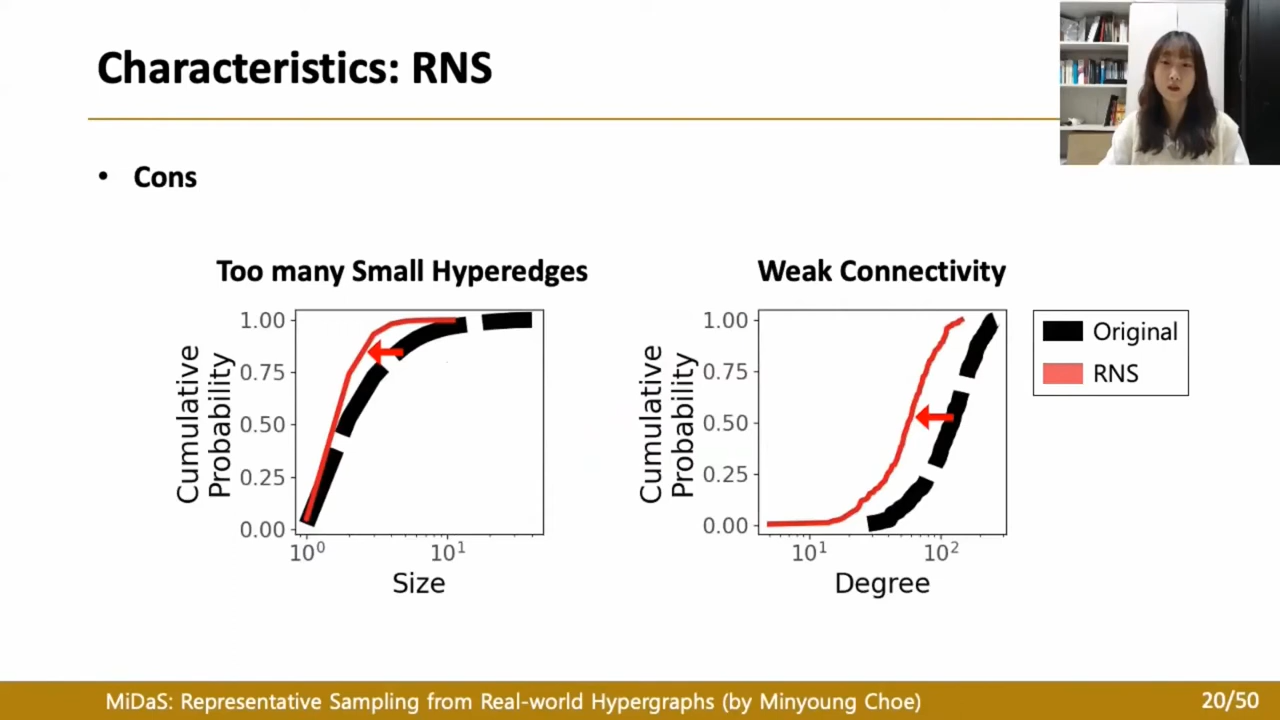 Characteristics: RNS
• Cons
Too many Small Hyperedges
Cumulative
Probability
1.00
0.75
0.50
0.25
0.00
10⁰
10¹
Size
Weak Connectivity
Cumulative
Probability
1.00
0.75
0.50
0.25
0.00
10¹
10²
Degree
Original
RNS
MiDaS: Representative Sampling from Real-world Hypergraphs (by Minyoung Choe)
20/50